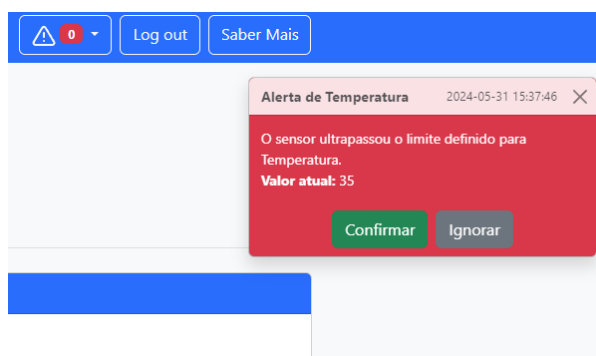 0 Log out Saber Mais
Alerta de Temperatura 2024-05-31 15:37:46
O sensor ultrapassou o limite definido para
Temperatura.
Valor atual: 35
Confirmar Ignorar